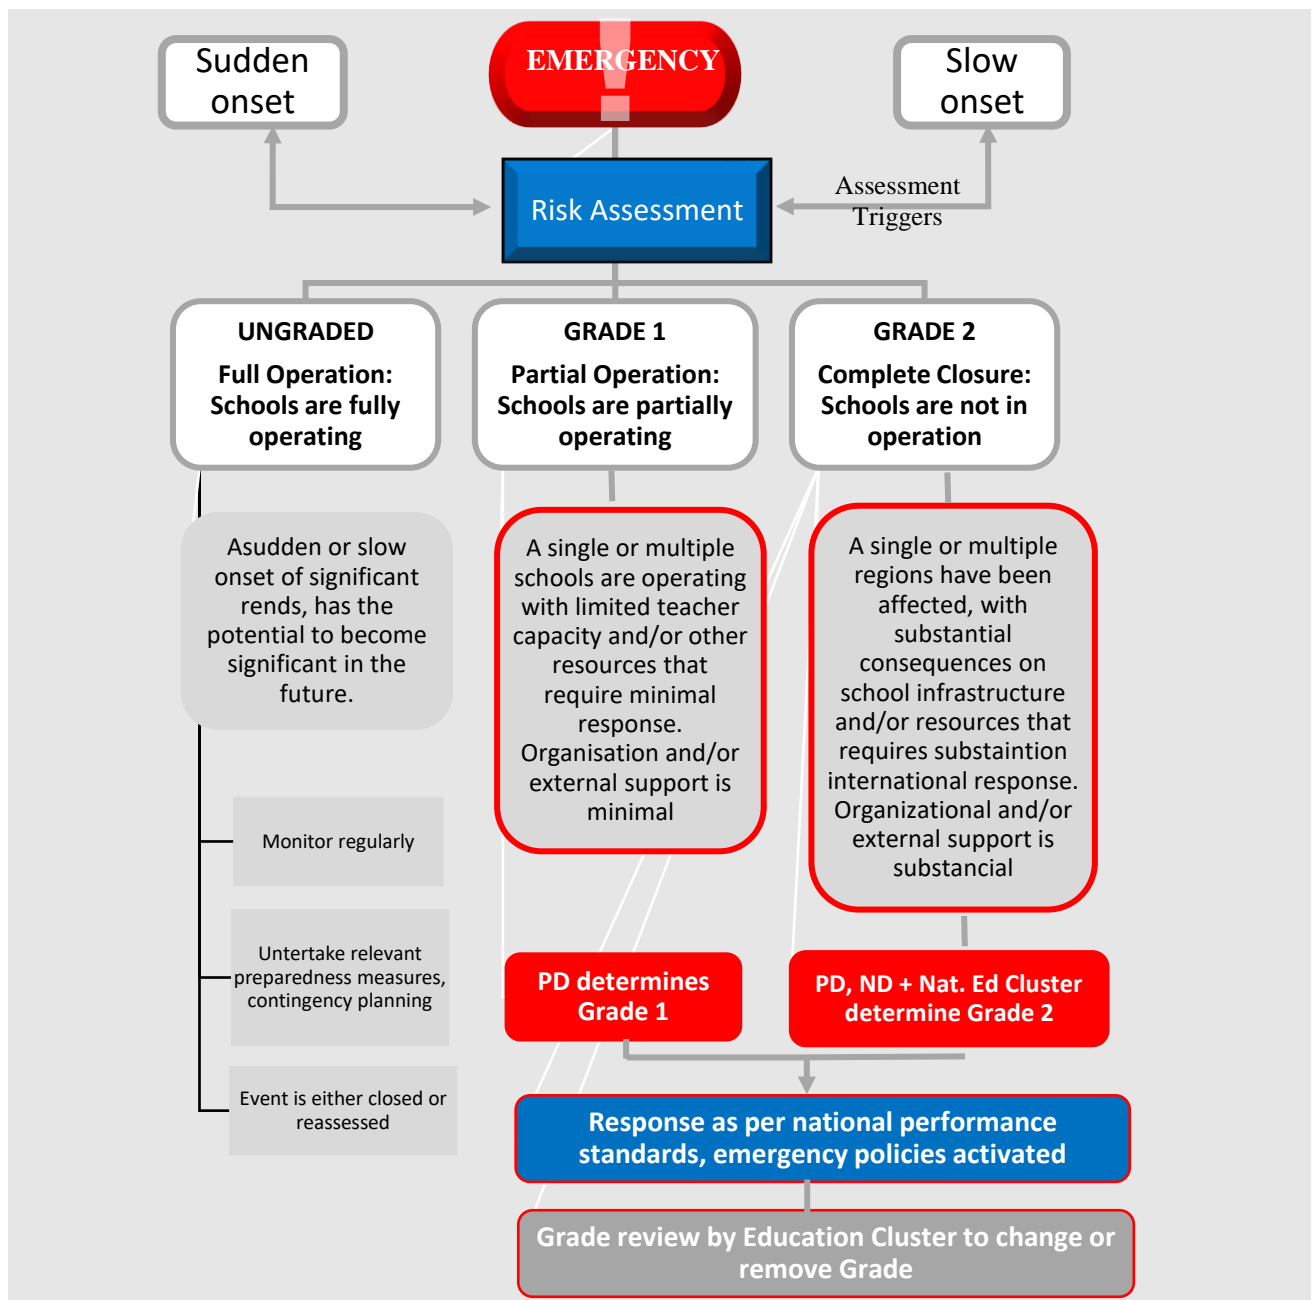 Sudden
onset
EMERGENCY
!
Slow
onset
Risk Assessment
Assessment
Triggers
UNGRADED
Full Operation:
Schools are fully
operating
GRADE 1
Partial Operation:
Schools are partially
operating
GRADE 2
Complete Closure:
Schools are not in
operation
Asudden or slow
onset of significant
rends, has the
potential to become
significant in the
future.
A single or multiple
schools are operating
with limited teacher
capacity and/or other
resources that
require minimal
response.
Organisation and/or
external support is
minimal
A single or multiple
regions have been
affected, with
substantial
consequences on
school infrastructure
and/or resources that
requires substaintion
international response.
Organizational and/or
external support is
substancial
Monitor regularly
Untertake relevant
preparedness measures,
contingency planning
Event is either closed or
reassessed
PD determines
Grade 1
PD, ND + Nat. Ed Cluster
determine Grade 2
Response as per national performance
standards, emergency policies activated
Grade review by Education Cluster to change or
remove Grade